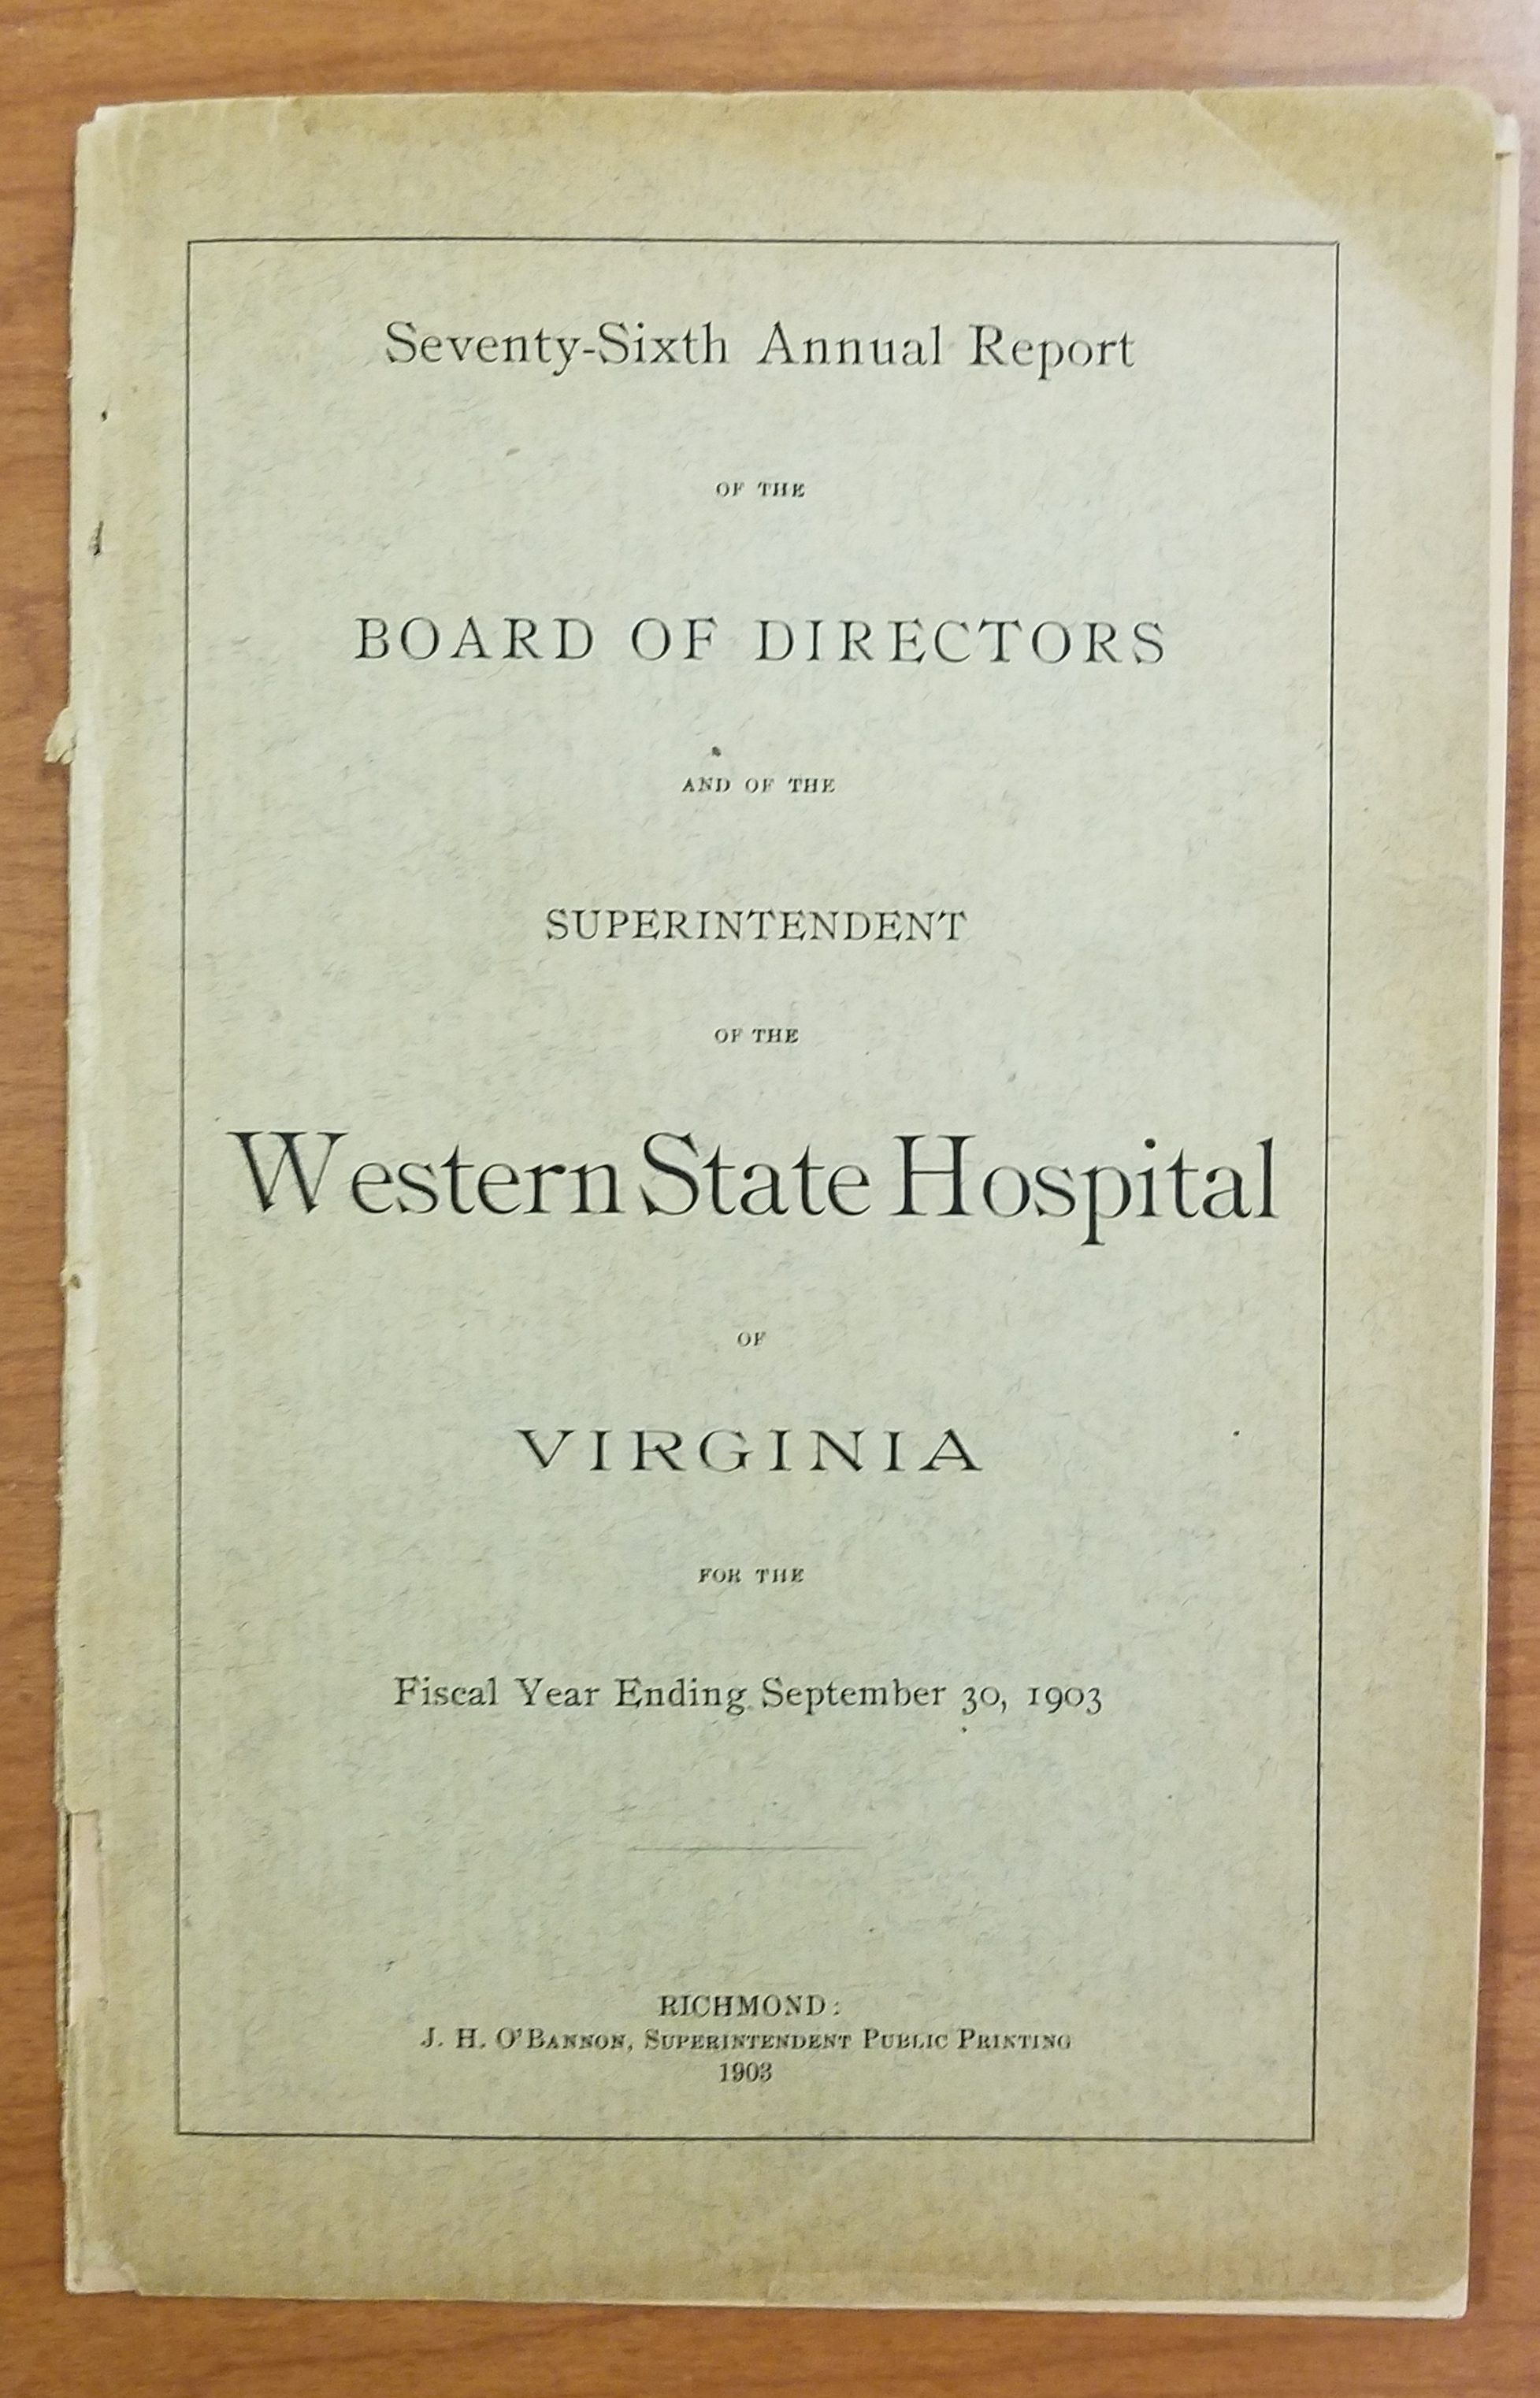 Seventy-Sixth Annual Report
OF THE
BOARD OF DIRECTORS
AND OF THE
SUPERINTENDENT
OF THE
Western State Hospital
OF
VIRGINIA
FOR THE
Fiscal Year Ending September 30, 1903
RICHMOND:
J. H. O'BANNON, SUPERINTENDENT PUBLIC PRINTING
1903